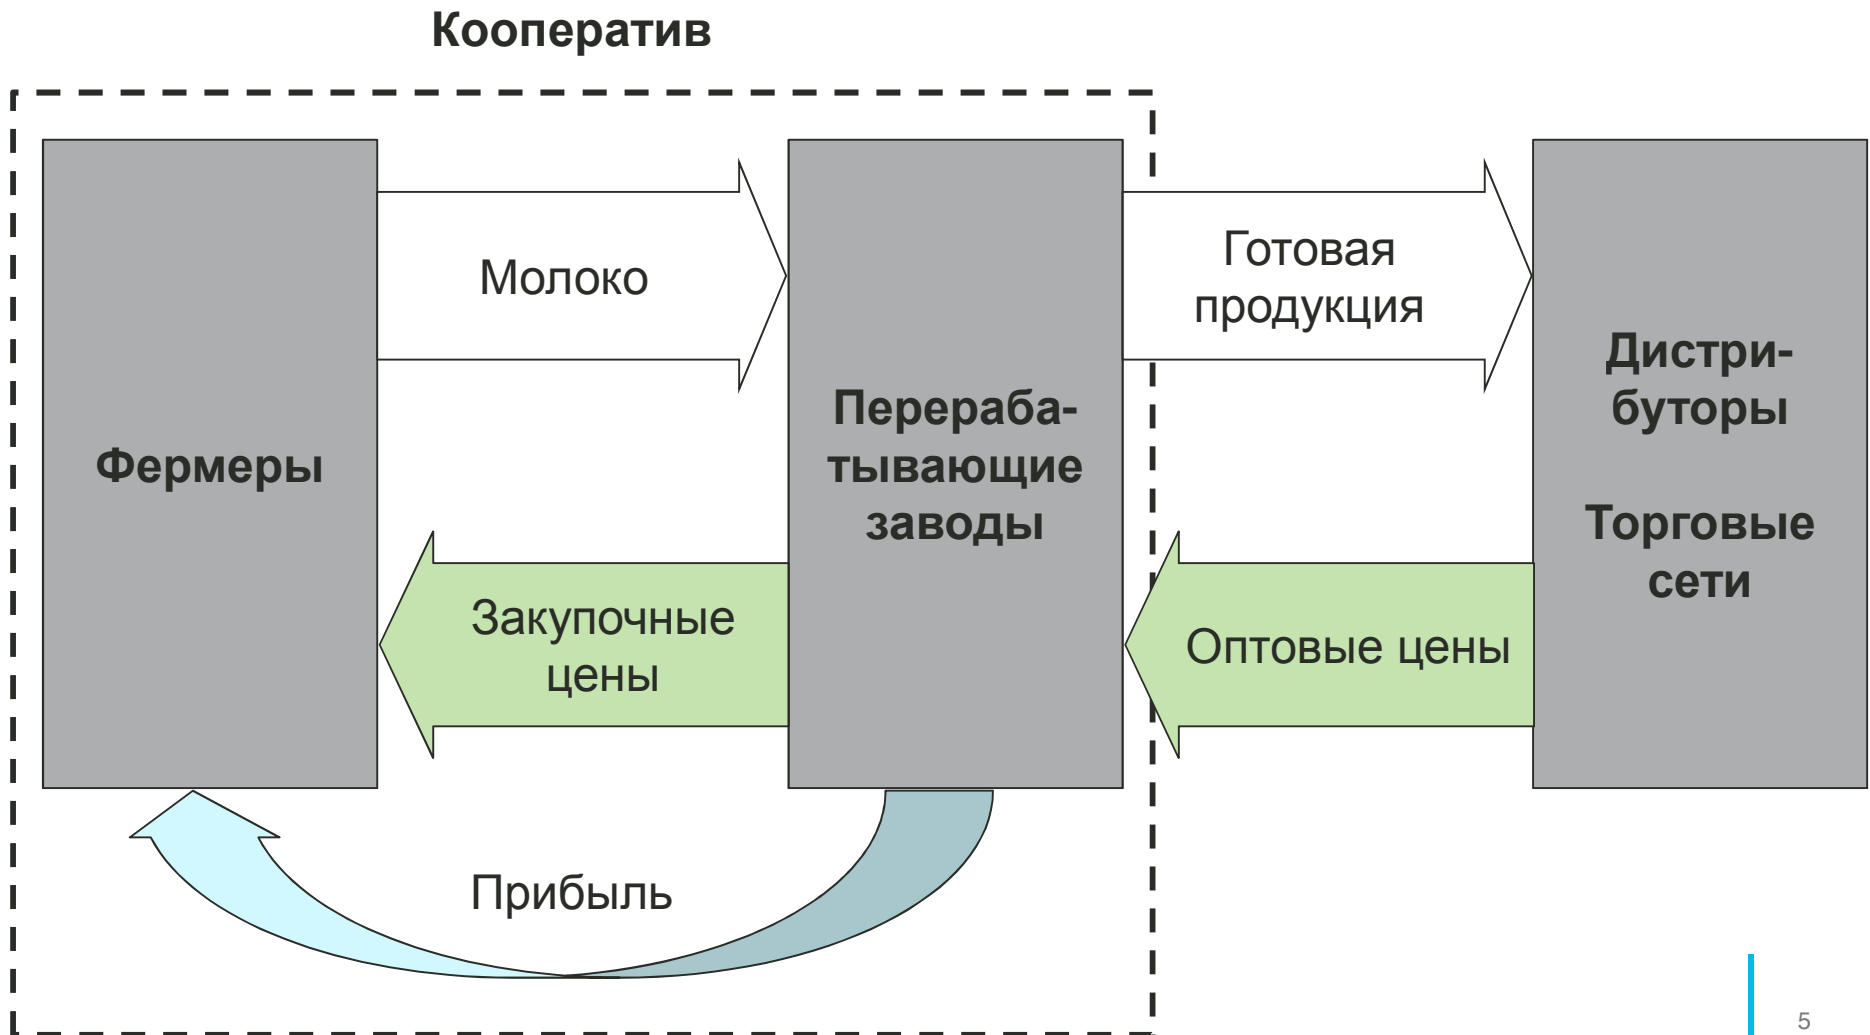 Кооператив
Фермеры
Молоко
Закупочные
цены
Прибыль
Перераба-
тывающие
заводы
Готовая
продукция
Оптовые цены
Дистри-
буторы
Торговые
сети
5